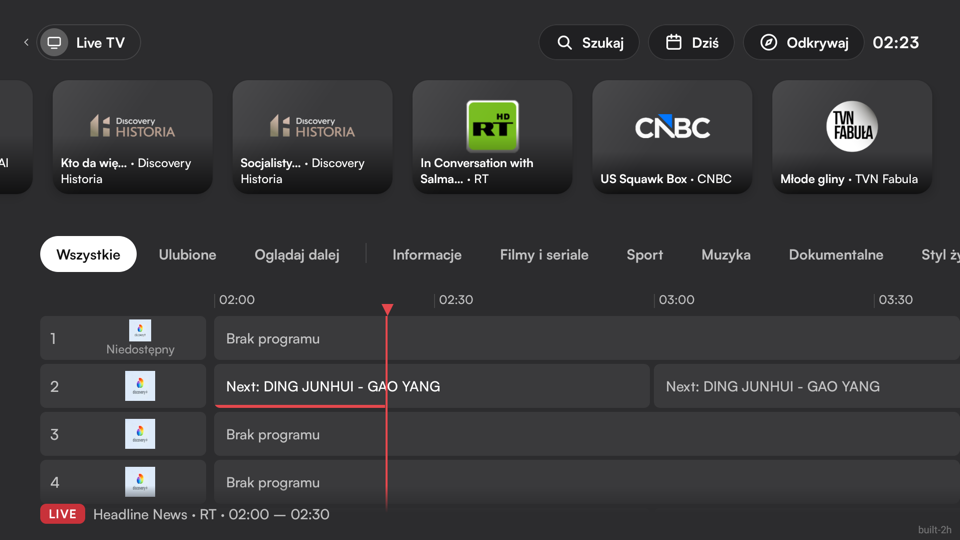 Live TV
Szukaj
Dziś
Odkrywaj
02:23
AI
Discovery
HISTORIA
Kto da wię... · Discovery
Historia
Discovery
HISTORIA
Socjalisty... · Discovery
Historia
HD
RT
In Conversation with
Salma... · RT
CNBC
US Squawk Box · CNBC
TVN
FABUŁA
Młode gliny · TVN Fabula
Wszystkie
Ulubione
Oglądaj dalej
Informacje
Filmy i seriale
Sport
Muzyka
Dokumentalne
Styl ży
02:00
02:30
03:00
03:30
1
Niedostępny
Brak programu
2
Next: DING JUNHUI - GAO YANG
Next: DING JUNHUI - GAO YANG
3
Brak programu
4
Brak programu
LIVE
Headline News · RT · 02:00 — 02:30
built-2h